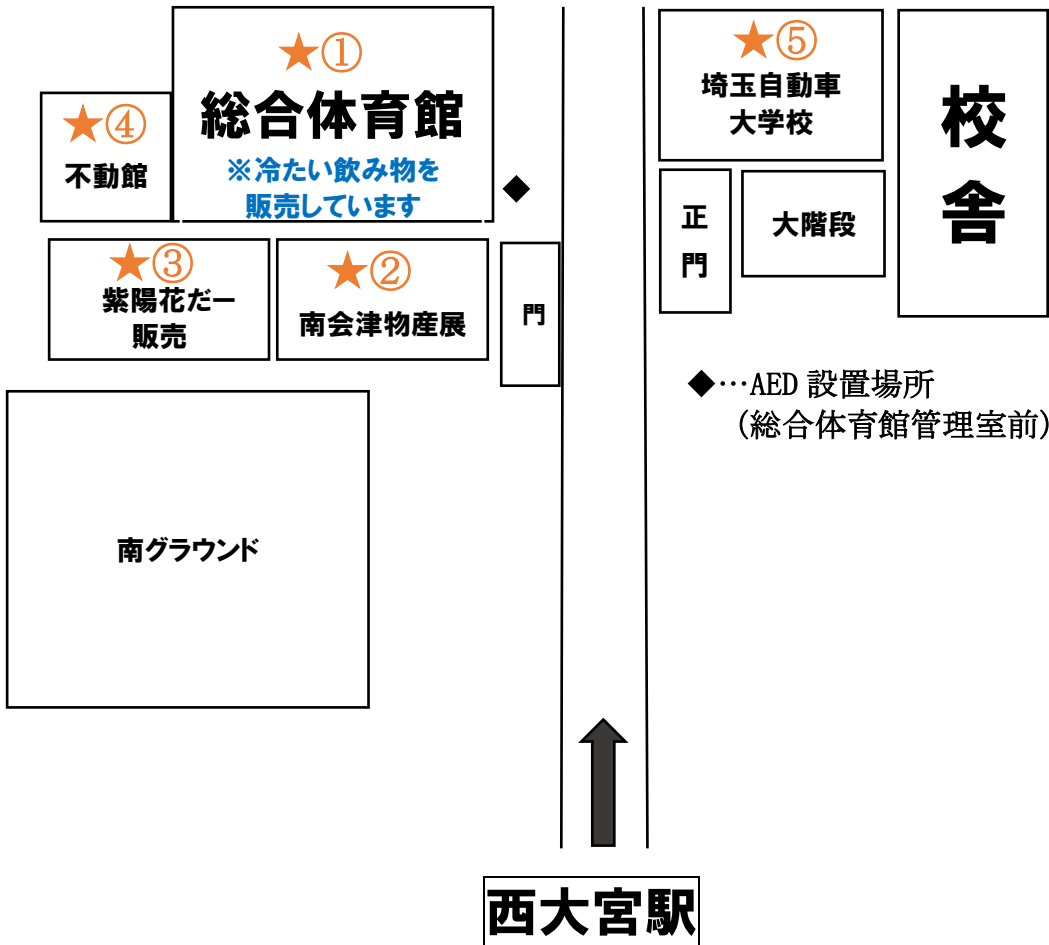 ★①
総合体育館
※冷たい飲み物を
販売しています
★④
不動館
◆
★③
紫陽花だー
販売
★②
南会津物産展
門
★⑤
埼玉自動車
大学校
校
舎
正
門
大階段
◆…AED 設置場所
(総合体育館管理室前)
南グラウンド
西大宮駅